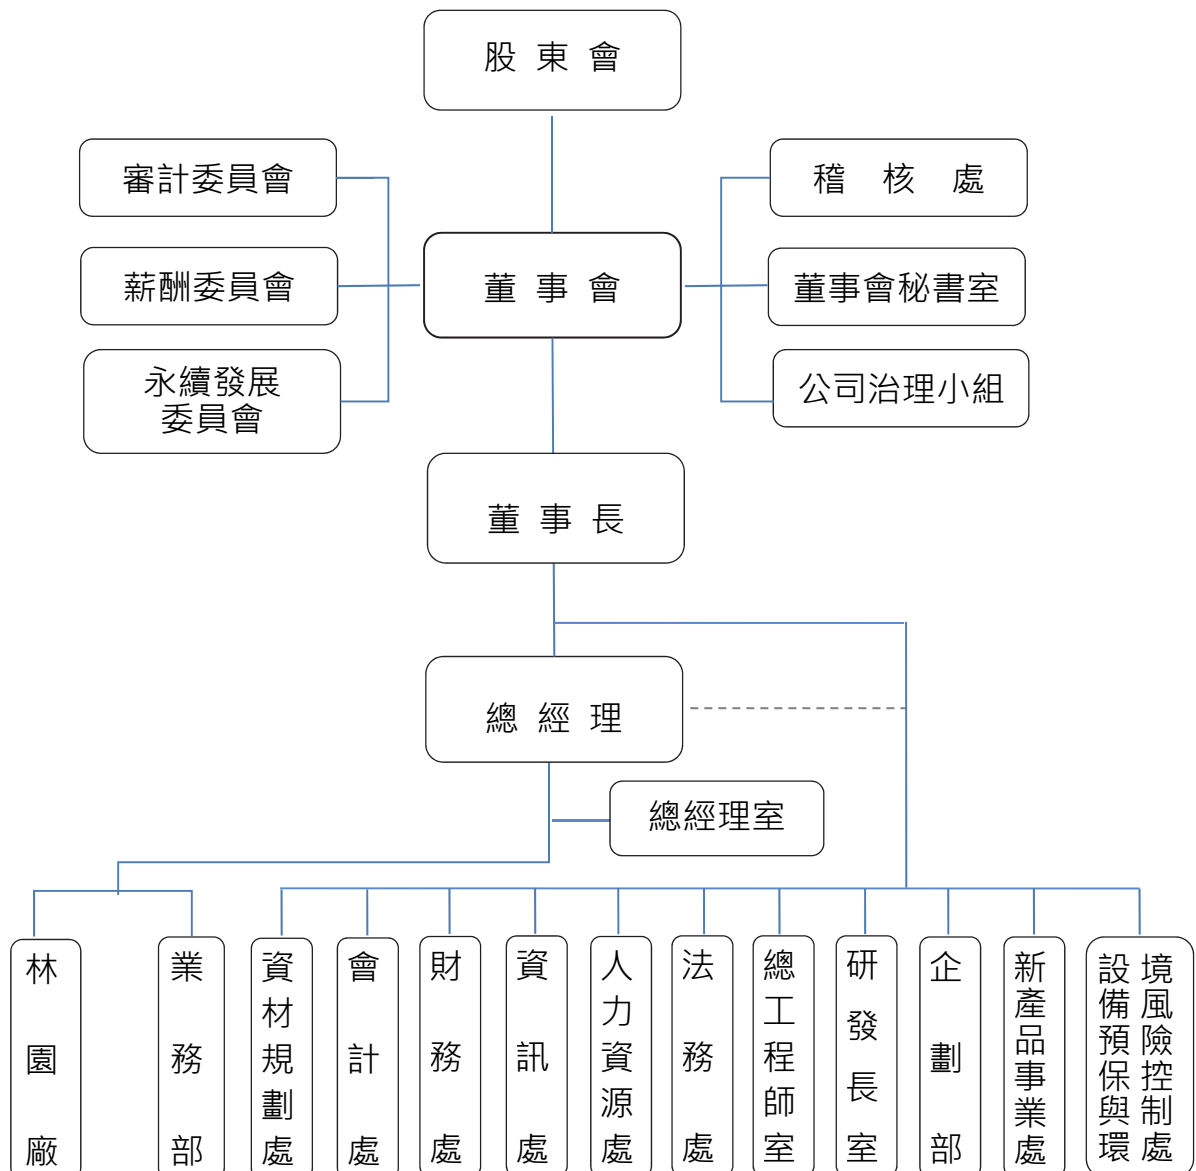 股東會
審計委員會
稽核處
薪酬委員會
董事會
董事會秘書室
永續發展
委員會
公司治理小組
董事長
總經理
總經理室
林園廠
業務部
資材規劃處
會計處
財務處
資訊處
人力資源處
法務處
總工程師室
研發長室
企劃部
新產品事業處
設備預保與環
境風險控制處